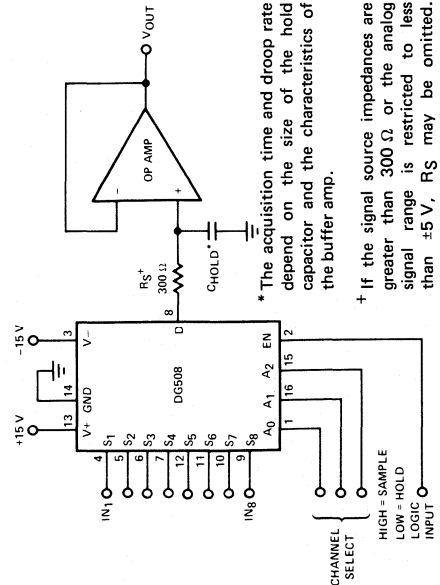 +15 V
-15 V
13
14
3
V+
GND
V−
IN1
4
S1
5
S2
6
S3
7
S4
12
S5
11
S6
10
S7
9
S8
IN8
DG508
D
8
RS+
300 Ω
CHOLD*
−
+
OP AMP
VOUT
A0
A1
A2
EN
1
16
15
2
CHANNEL
SELECT
HIGH = SAMPLE
LOW = HOLD
LOGIC
INPUT
* The acquisition time and droop rate
depend on the size of the hold
capacitor and the characteristics of
the buffer amp.
+ If the signal source impedances are
greater than 300 Ω or the analog
signal range is restricted to less
than ±5 V, RS may be omitted.